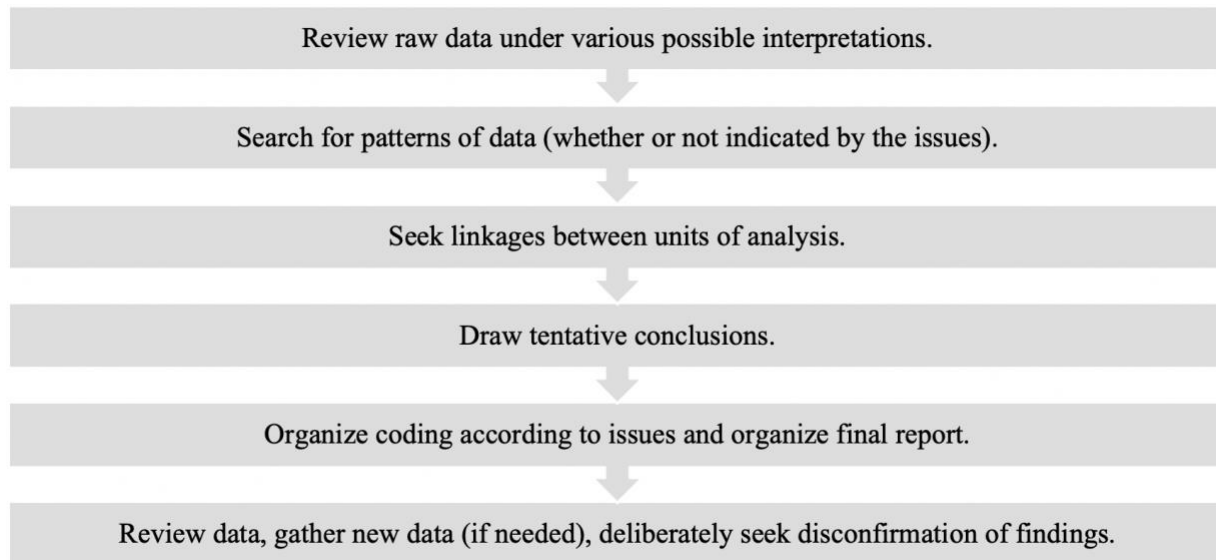 Review raw data under various possible interpretations.
Search for patterns of data (whether or not indicated by the issues).
Seek linkages between units of analysis.
Draw tentative conclusions.
Organize coding according to issues and organize final report.
Review data, gather new data (if needed), deliberately seek disconfirmation of findings.